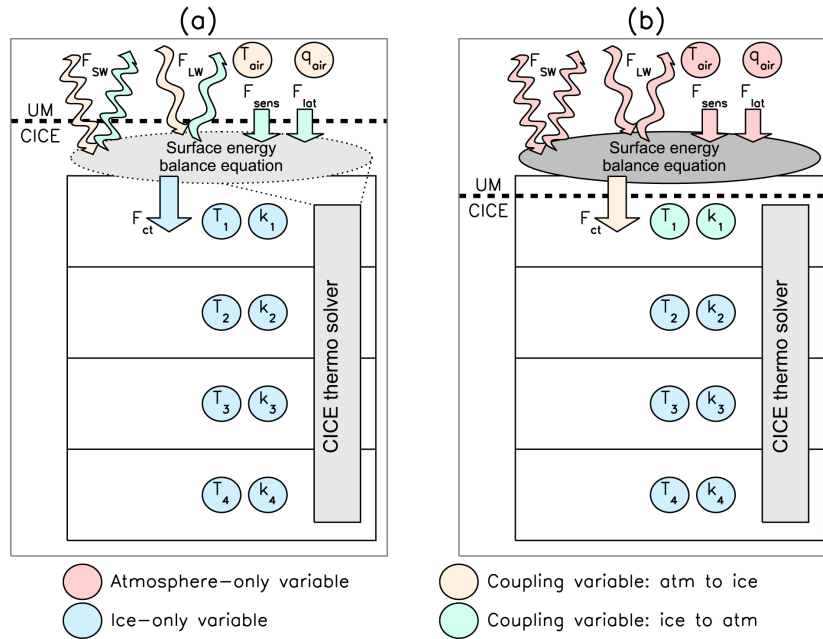 (a)
F SW
F LW
T air
q air
F sens
F lat
UM
CICE
Surface energy
balance equation
F ct
T 1
k 1
T 2
k 2
T 3
k 3
T 4
k 4
CICE thermo solver
(b)
F SW
F LW
T air
q air
F sens
F lat
Surface energy
balance equation
UM
CICE
F ct
T 1
k 1
T 2
k 2
T 3
k 3
T 4
k 4
CICE thermo solver
Atmosphere-only variable
Ice-only variable
Coupling variable: atm to ice
Coupling variable: ice to atm